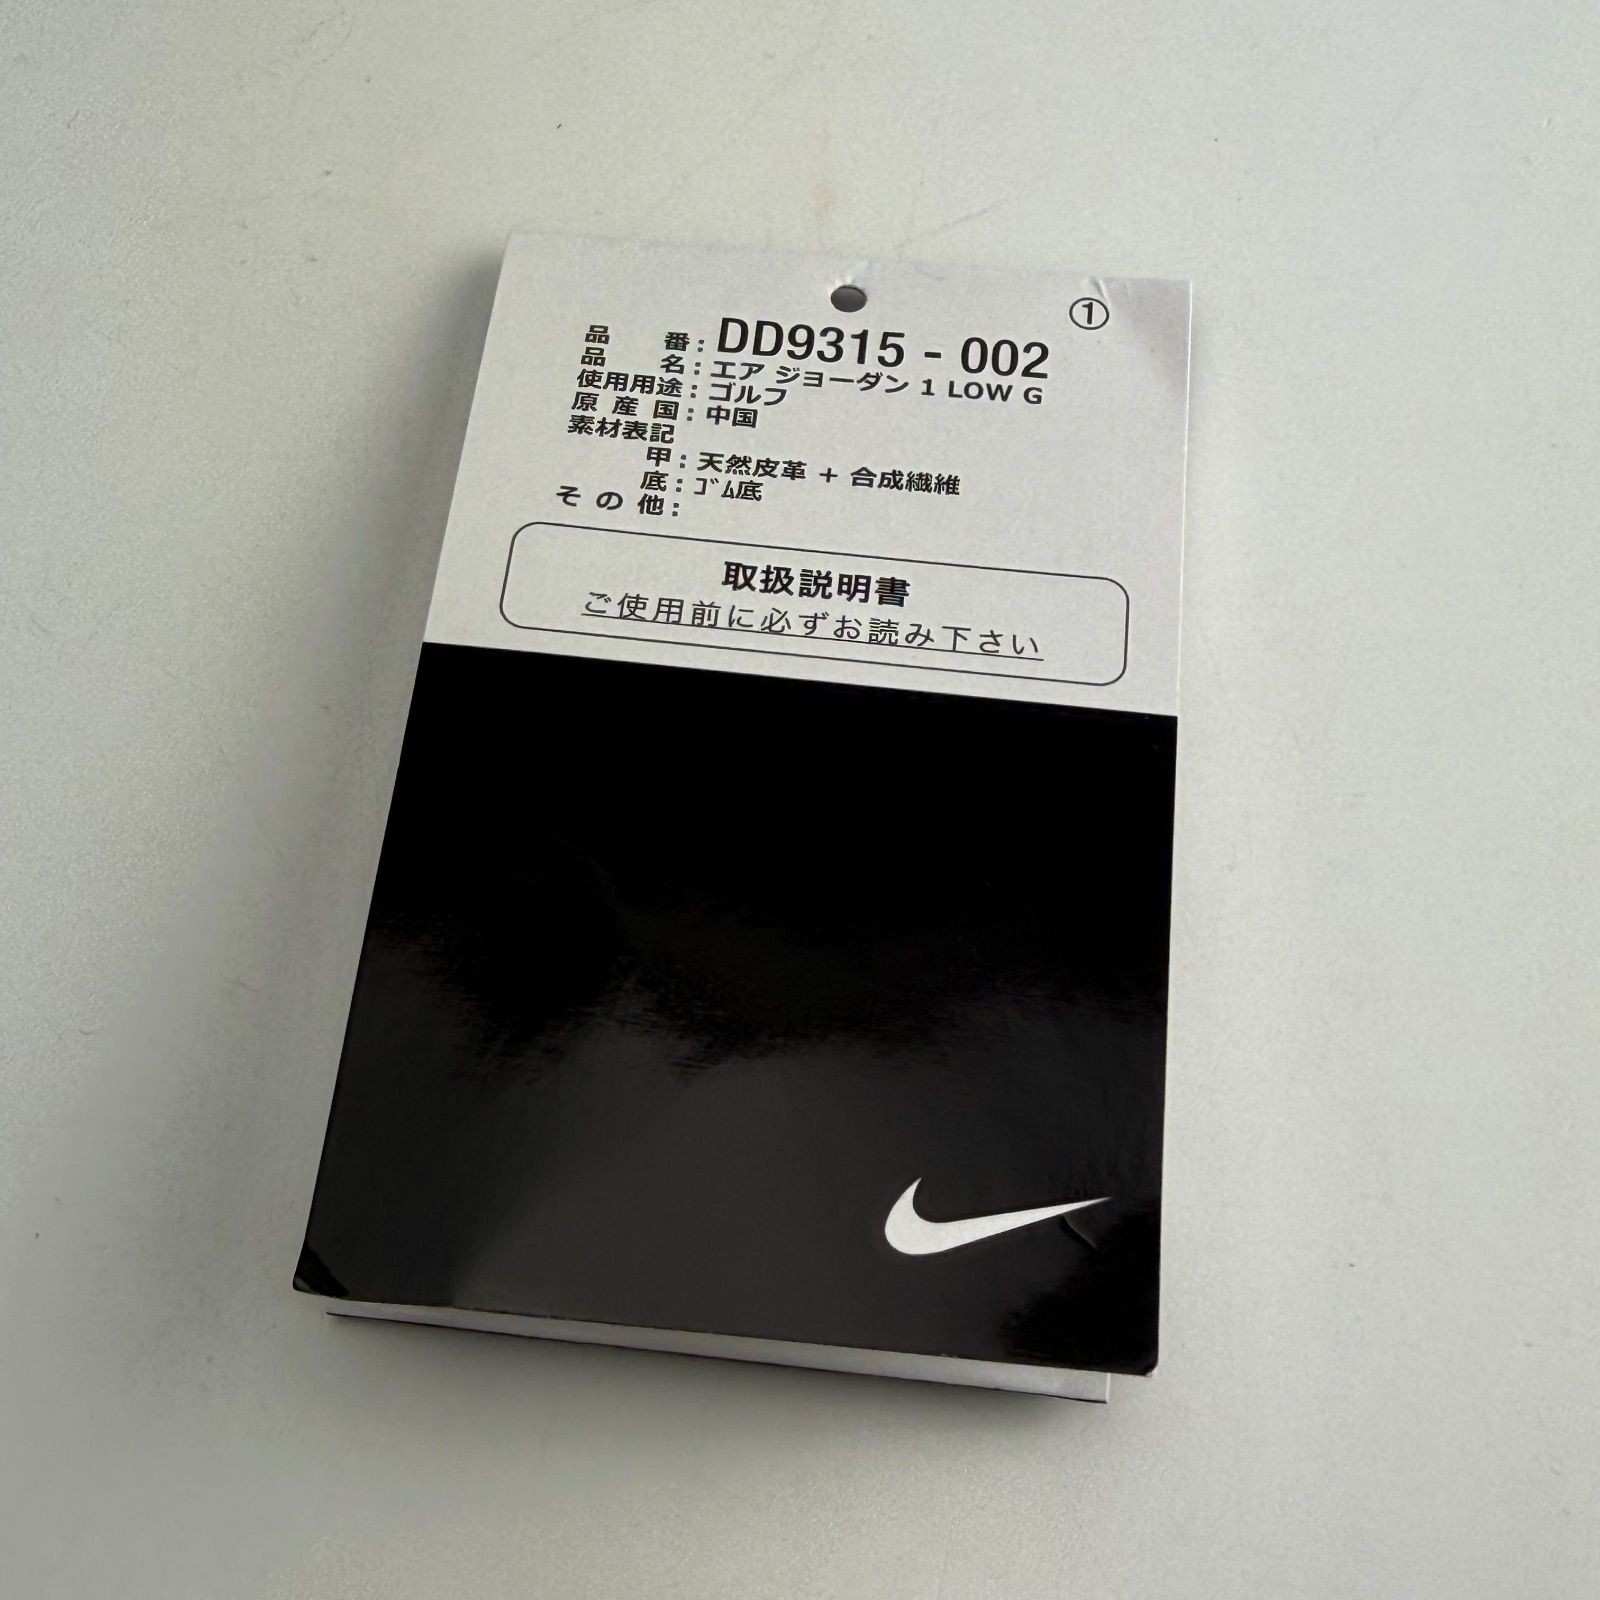 ①
品 番: DD9315 - 002
品 名: エア ジョーダン 1 LOW G
使用用途: ゴルフ
原 産 国: 中国
素材表記
甲: 天然皮革 + 合成繊維
底: ゴム底
そ の 他:
取扱説明書
ご使用前に必ずお読み下さい